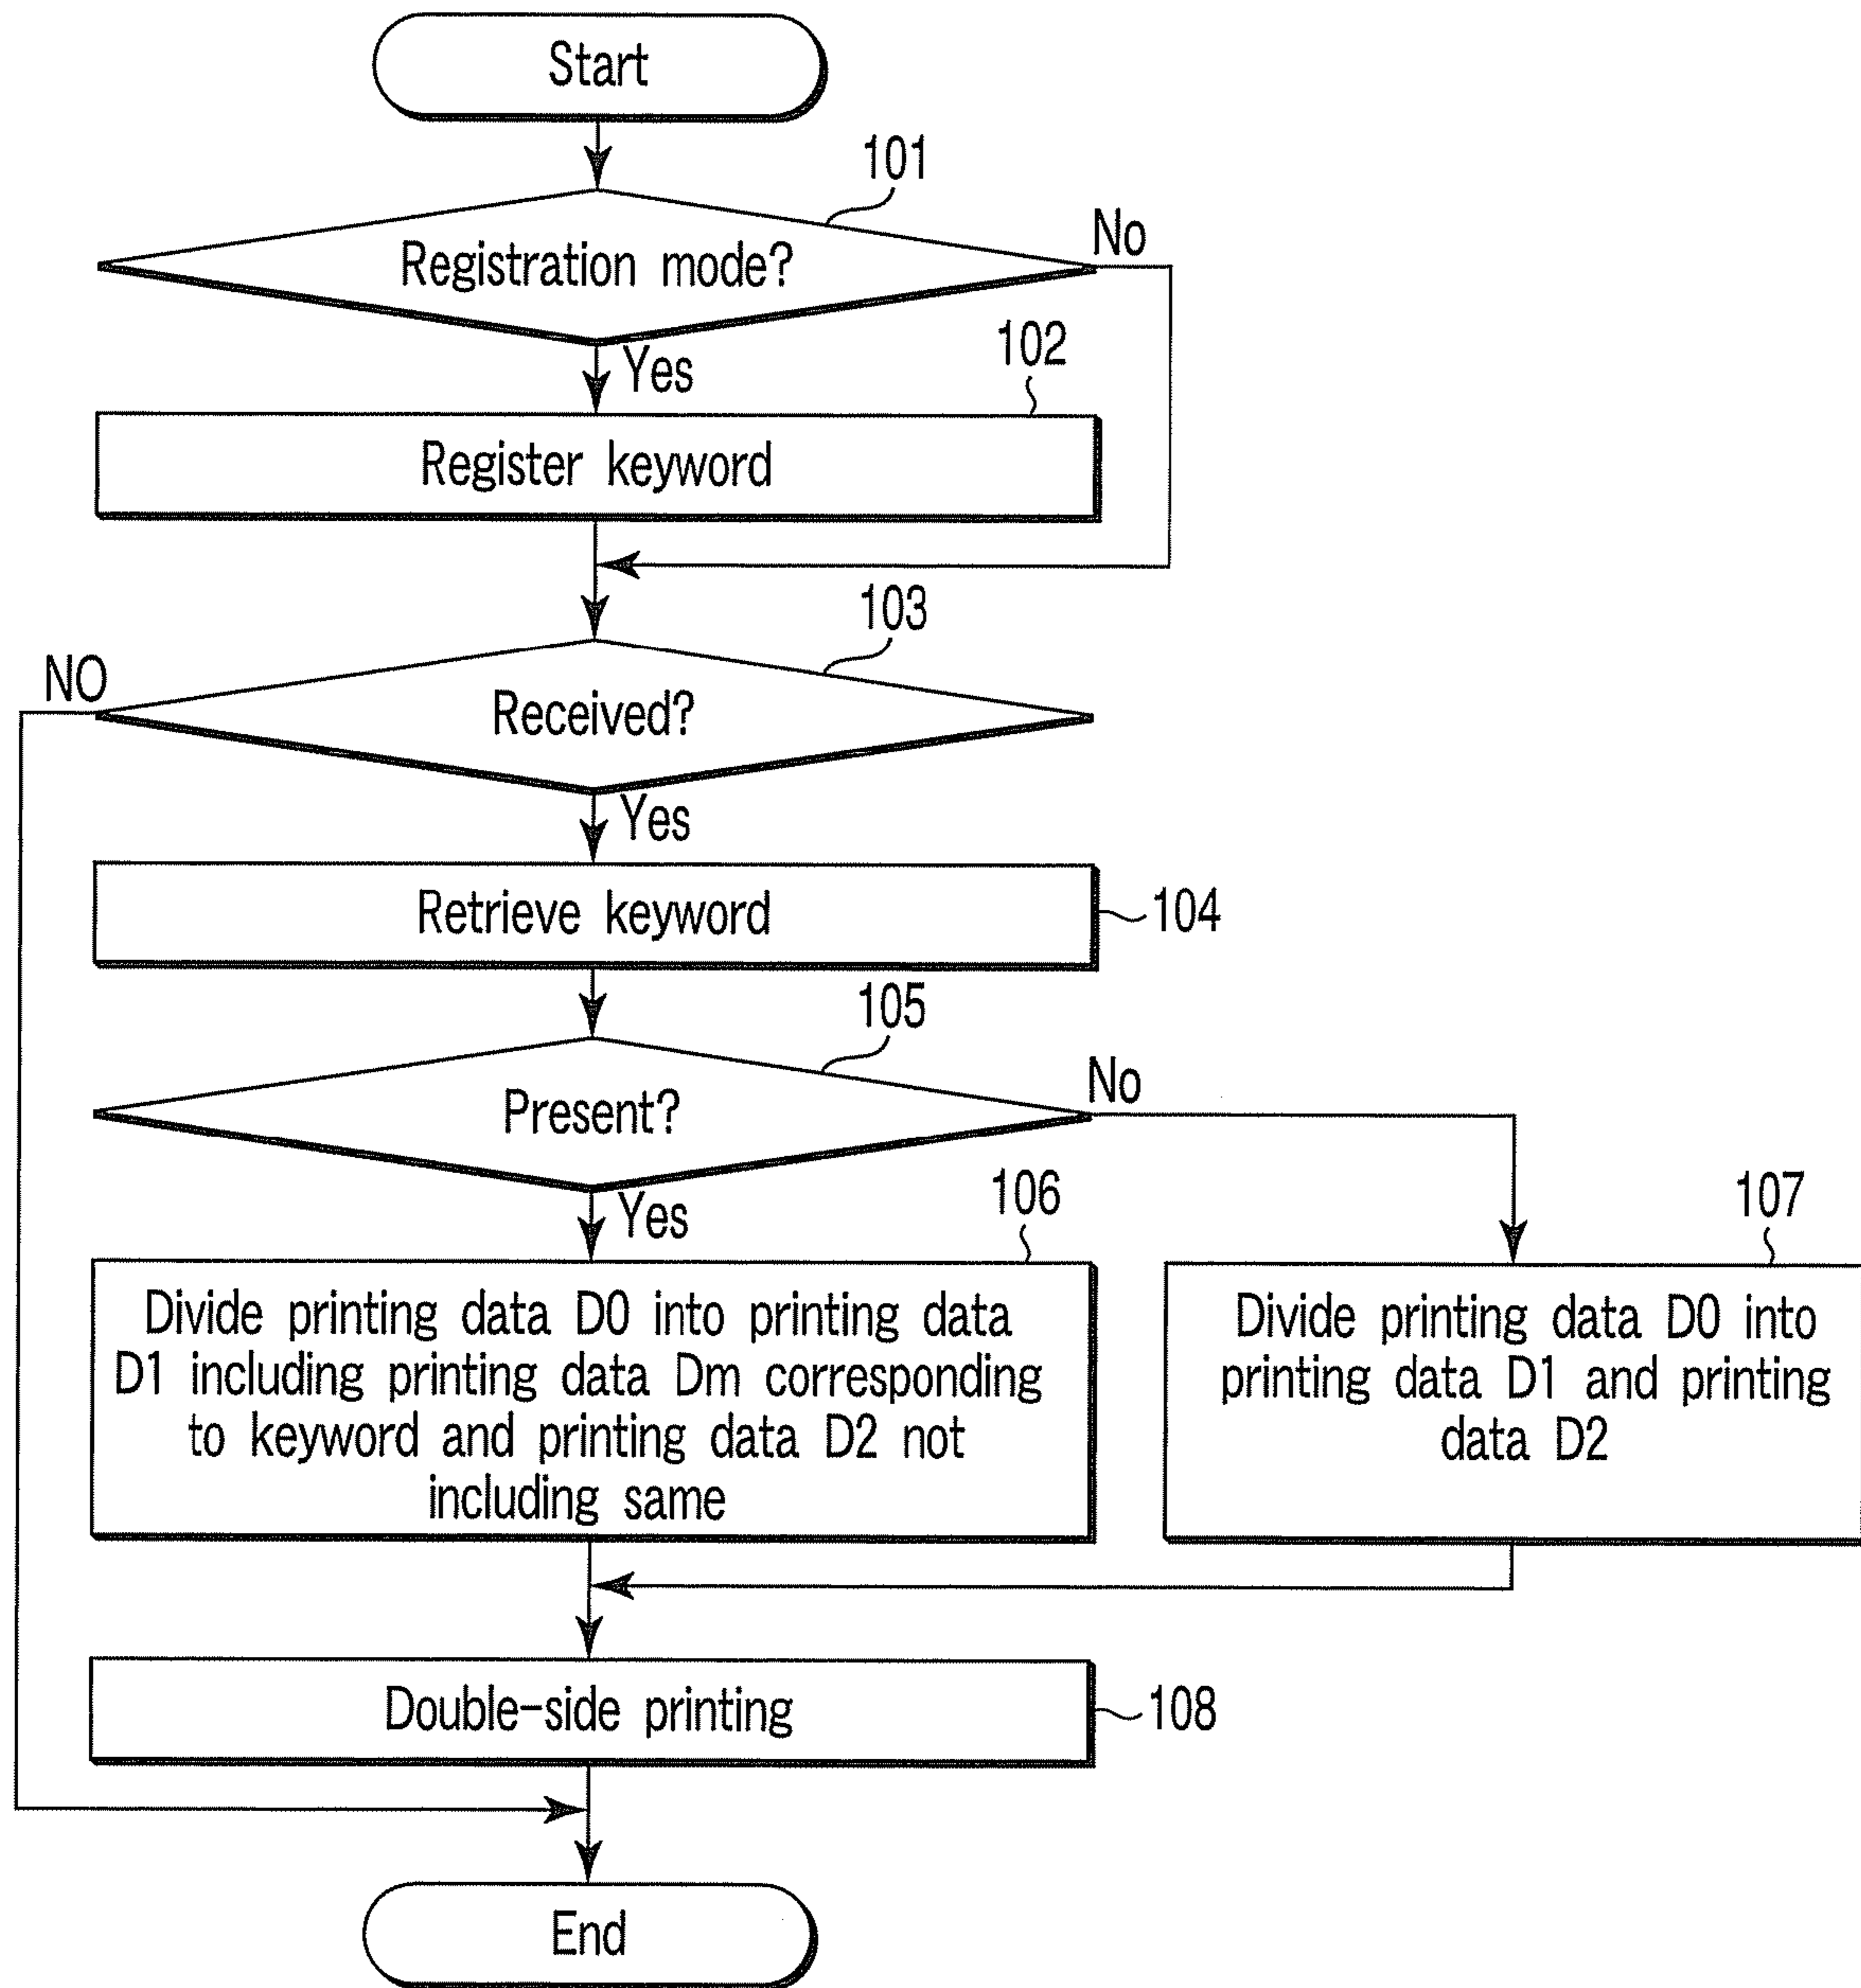 Start
101
Registration mode?
No
Yes
102
Register keyword
103
NO
Received?
Yes
Retrieve keyword
104
105
Present?
No
Yes
106
Divide printing data D0 into printing data
D1 including printing data Dm corresponding
to keyword and printing data D2 not
including same
107
Divide printing data D0 into
printing data D1 and printing
data D2
Double-side printing
108
End